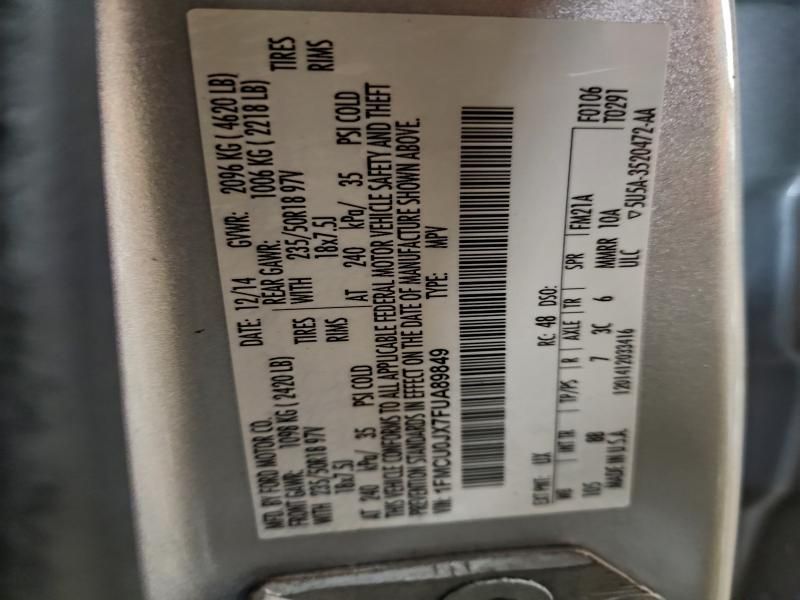 MFD. BY FORD MOTOR CO.
DATE: 12/14 GVWR: 2096 KG ( 4620 LB)
FRONT GAWR: 1098 KG ( 2420 LB) REAR GAWR: 1006 KG ( 2218 LB)
WITH 235/50R18 97V TIRES WITH 235/50R18 97V TIRES
18x7.5J RIMS 18x7.5J RIMS
AT 240 kPa/ 35 PSI COLD AT 240 kPa/ 35 PSI COLD
THIS VEHICLE CONFORMS TO ALL APPLICABLE FEDERAL MOTOR VEHICLE SAFETY AND THEFT
PREVENTION STANDARDS IN EFFECT ON THE DATE OF MANUFACTURE SHOWN ABOVE.
VIN: 1FMCU0JX7FUA89849 TYPE: MPV
F0106
T0291
EXT PNT: UX RC: 48 DSO:
WB INT TR TP/PS R AXLE TR SPR FM21A
105 BB 7 3C 6 MMRRR 10A
MADE IN U.S.A. 1201412033416 ULC
▽5U5A-3520472-AA